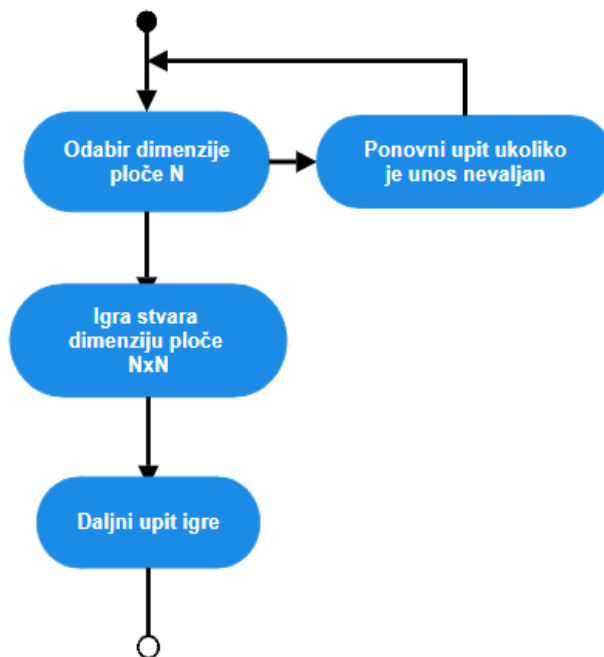 Odabir dimenzije
ploče N
Ponovni upit ukoliko
je unos nevaljan
Igra stvara
dimenziju ploče
NxN
Daljni upit igre